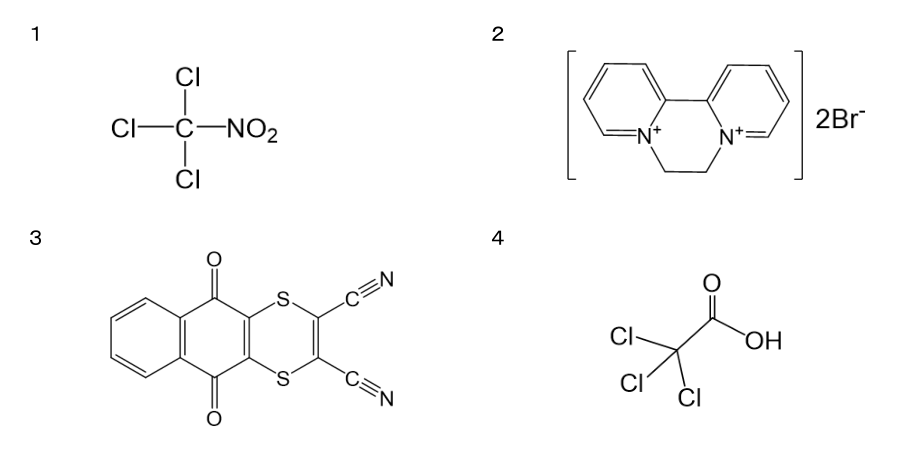 1
Cl
Cl—C—NO₂
Cl
2
N⁺ N⁺
2Br⁻
3
O
S C N
S C N
O
4
O
Cl OH
Cl
Cl